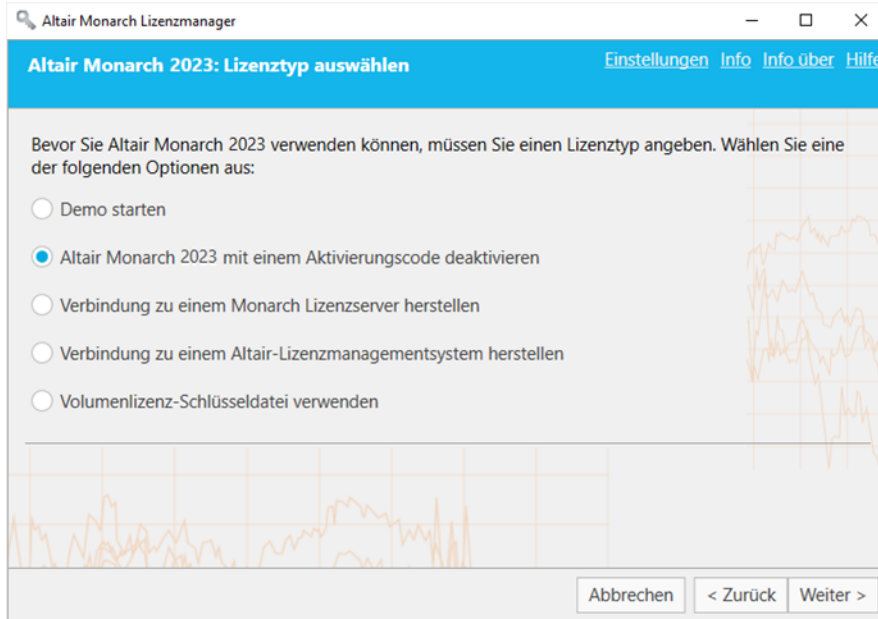 Altair Monarch Lizenzmanager
Altair Monarch 2023: Lizenztyp auswählen
Einstellungen Info Info über Hilfe
Bevor Sie Altair Monarch 2023 verwenden können, müssen Sie einen Lizenztyp angeben. Wählen Sie eine
der folgenden Optionen aus:
Demo starten
Altair Monarch 2023 mit einem Aktivierungscode deaktivieren
Verbindung zu einem Monarch Lizenzserver herstellen
Verbindung zu einem Altair-Lizenzmanagementsystem herstellen
Volumenlizenz-Schlüsseldatei verwenden
Abbrechen < Zurück Weiter >